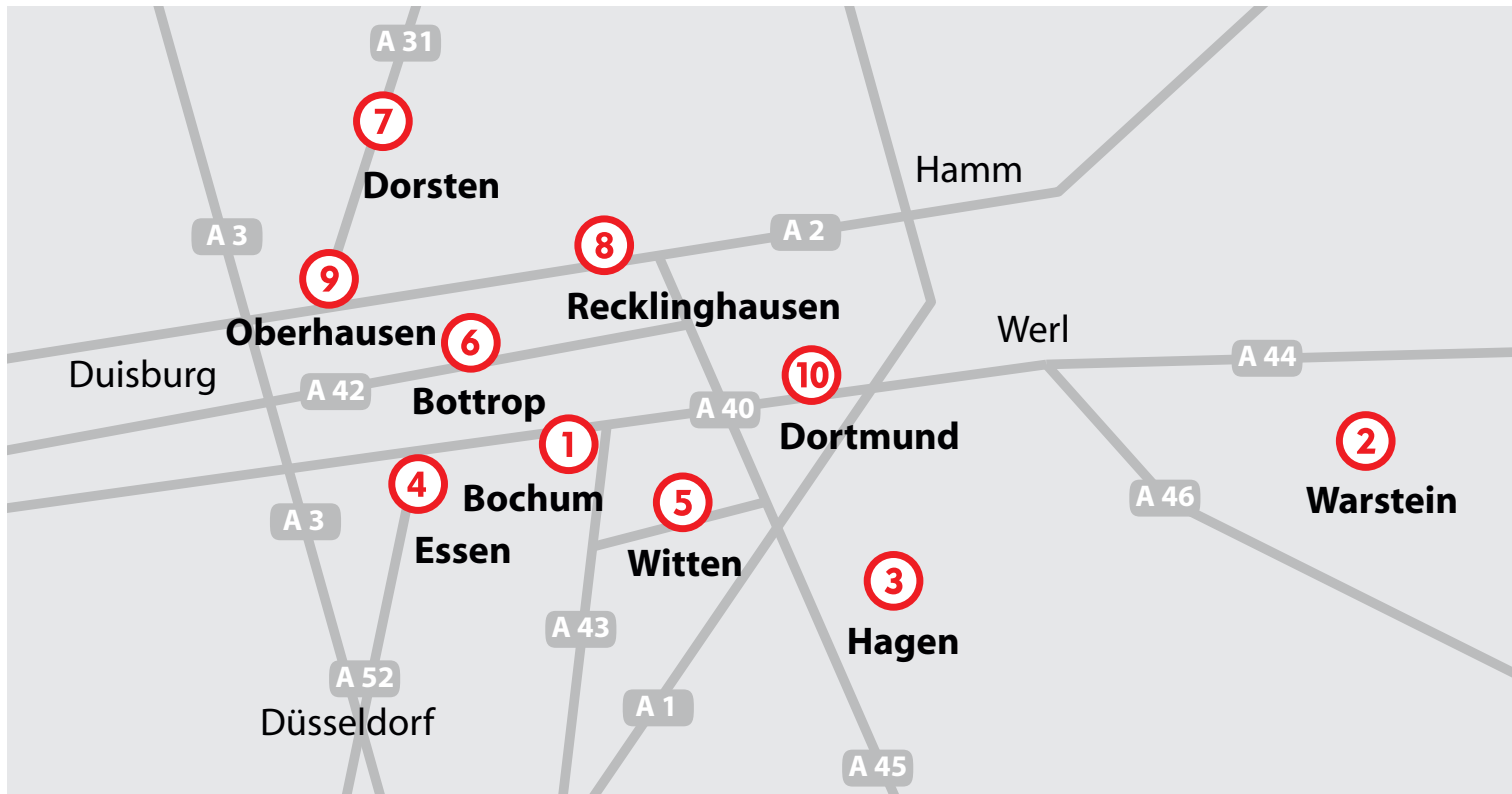 A 31
7
Dorsten
Hamm
A 3
A 2
8
9
Recklinghausen
Oberhausen
6
Werl
A 44
Duisburg
10
A 42
Bottrop
A 40
Dortmund
1
2
4
Bochum
A 46
Warstein
5
A 3
Essen
Witten
3
A 43
Hagen
A 52
A 1
Düsseldorf
A 45